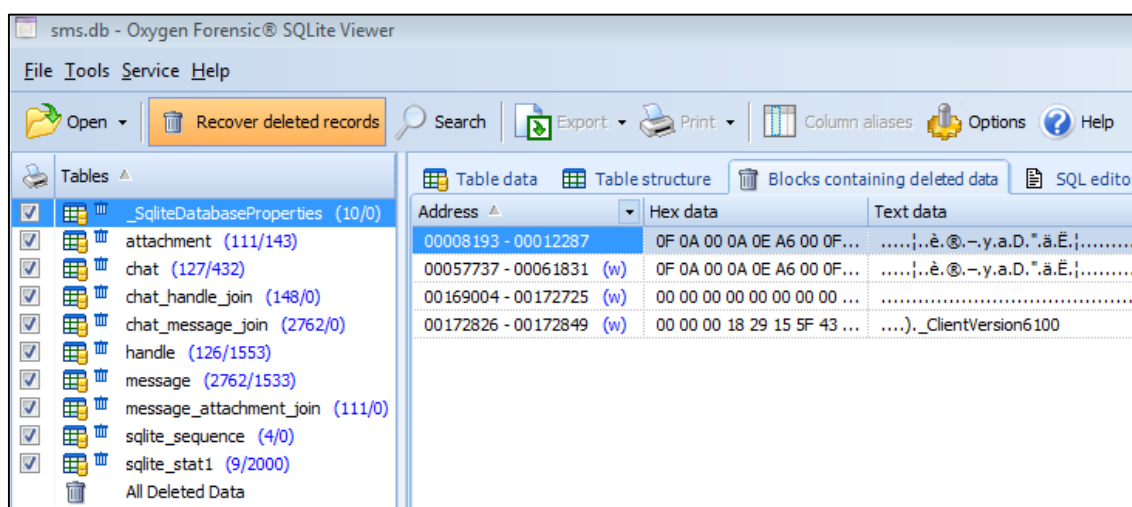 sms.db - Oxygen Forensic® SQLite Viewer
File Tools Service Help
Open Recover deleted records Search Export Print Column aliases Options Help
Tables
_SqliteDatabaseProperties (10/0)
attachment (111/143)
chat (127/432)
chat_handle_join (148/0)
chat_message_join (2762/0)
handle (126/1553)
message (2762/1533)
message_attachment_join (111/0)
sqlite_sequence (4/0)
sqlite_stat1 (9/2000)
All Deleted Data
Table data Table structure Blocks containing deleted data SQL edito
Address Hex data Text data
00008193 - 00012287 0F 0A 00 0A 0E A6 00 0F... .....¦..è.®.–.y.a.D.".ä.Ë.¦.........
00057737 - 00061831 (w) 0F 0A 00 0A 0E A6 00 0F... .....¦..è.®.–.y.a.D.".ä.Ë.¦.........
00169004 - 00172725 (w) 00 00 00 00 00 00 00 00 ... ....................................
00172826 - 00172849 (w) 00 00 00 18 29 15 5F 43 ... ....)._ClientVersion6100